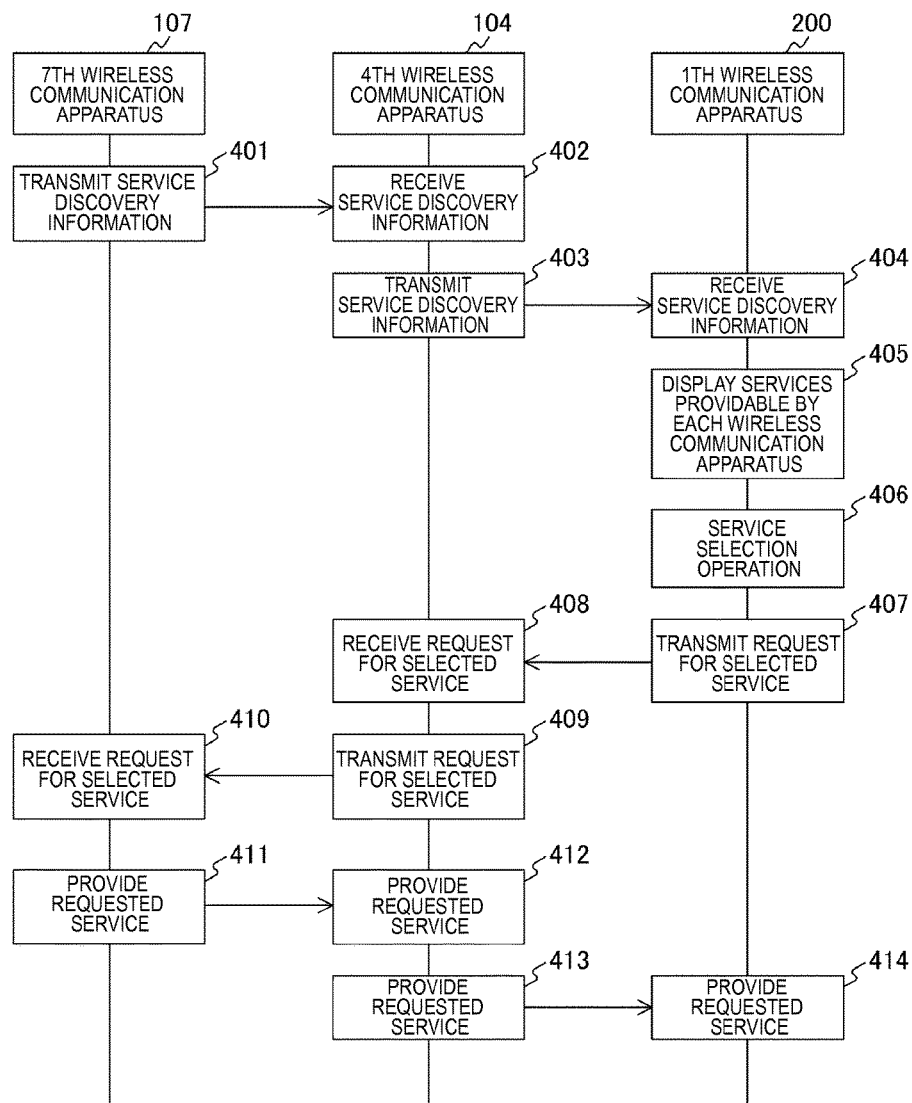 107
104
200
7TH WIRELESS
COMMUNICATION
APPARATUS
4TH WIRELESS
COMMUNICATION
APPARATUS
1TH WIRELESS
COMMUNICATION
APPARATUS
401
TRANSMIT SERVICE
DISCOVERY
INFORMATION
402
RECEIVE
SERVICE DISCOVERY
INFORMATION
403
TRANSMIT
SERVICE DISCOVERY
INFORMATION
404
RECEIVE
SERVICE DISCOVERY
INFORMATION
405
DISPLAY SERVICES
PROVIDABLE BY
EACH WIRELESS
COMMUNICATION
APPARATUS
406
SERVICE
SELECTION
OPERATION
408
RECEIVE REQUEST
FOR SELECTED
SERVICE
407
TRANSMIT REQUEST
FOR SELECTED
SERVICE
410
RECEIVE REQUEST
FOR SELECTED
SERVICE
409
TRANSMIT REQUEST
FOR SELECTED
SERVICE
411
PROVIDE
REQUESTED
SERVICE
412
PROVIDE
REQUESTED
SERVICE
413
PROVIDE
REQUESTED
SERVICE
414
PROVIDE
REQUESTED
SERVICE